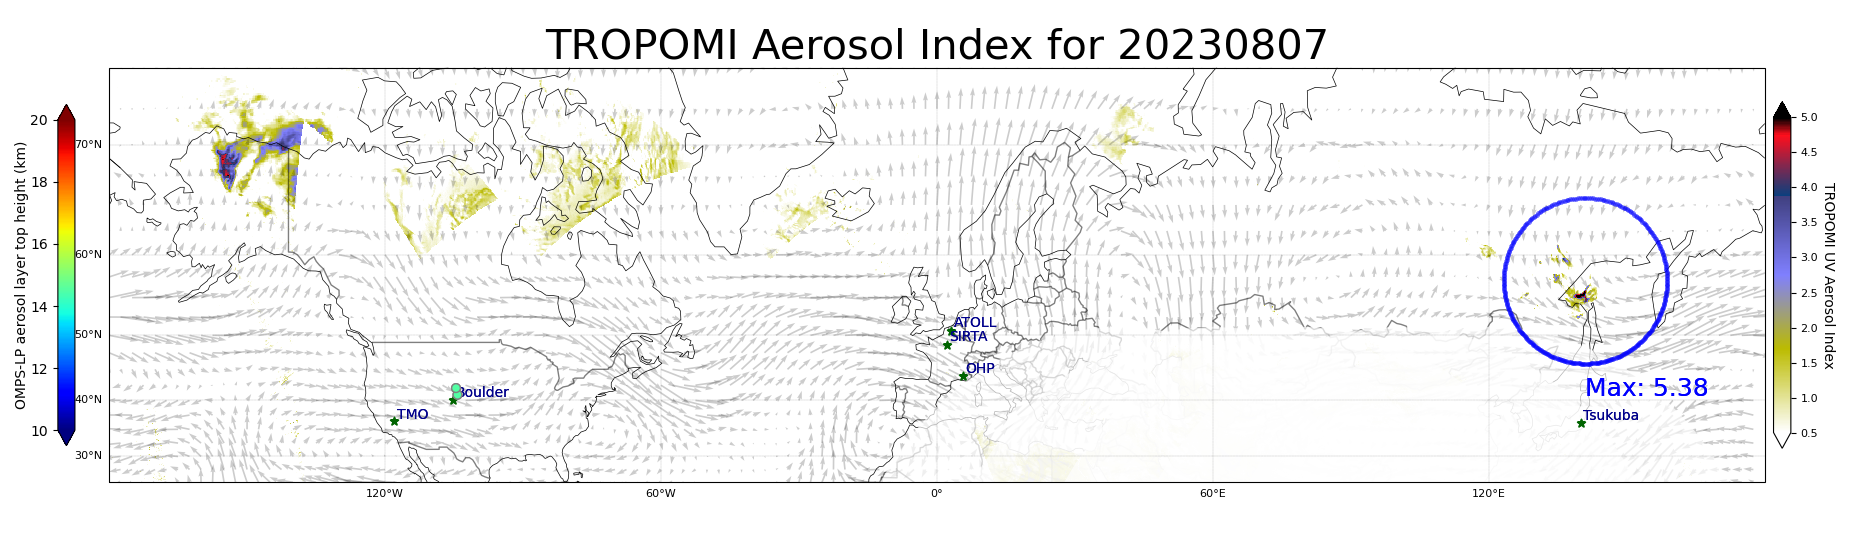 TROPOMI Aerosol Index for 20230807
OMPS-LP aerosol layer top height (km)
20
18
16
14
12
10
70°N
60°N
50°N
40°N
30°N
120°W
60°W
0°
60°E
120°E
ATOLL
SIRTA
OHP
Boulder
TMO
Max: 5.38
Tsukuba
5.0
4.5
4.0
3.5
3.0
2.5
2.0
1.5
1.0
0.5
TROPOMI UV Aerosol Index